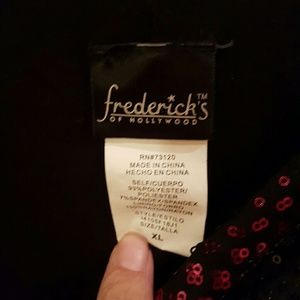 frederick's™
OF HOLLYWOOD
RN#73120
MADE IN CHINA
HECHO EN CHINA
SELF/CUERPO
POLYESTER
SPANDEX/SPANDEX
STYLE/ESTILO
SIZE/TALLA
XL